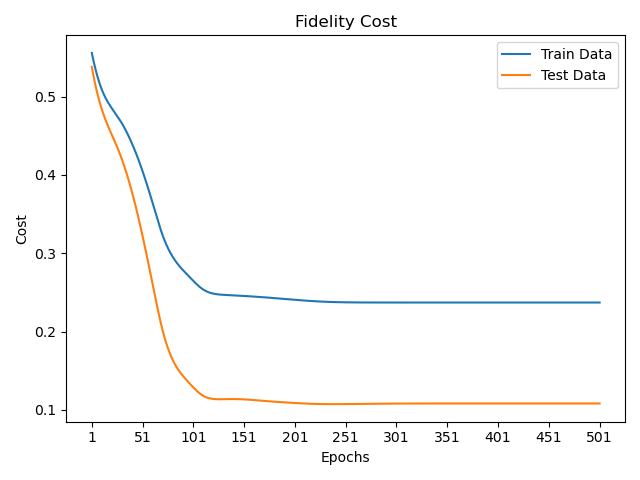 Fidelity Cost
Train Data
Test Data
Cost
0.5
0.4
0.3
0.2
0.1
1 51 101 151 201 251 301 351 401 451 501
Epochs